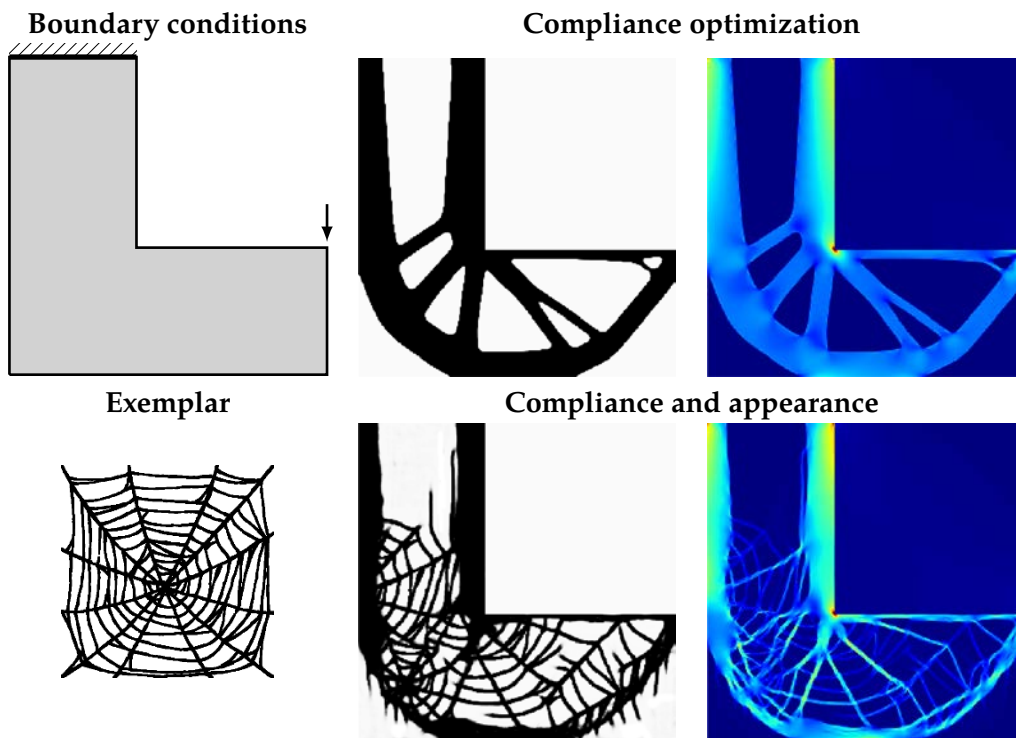 Boundary conditions
Compliance optimization
Exemplar
Compliance and appearance